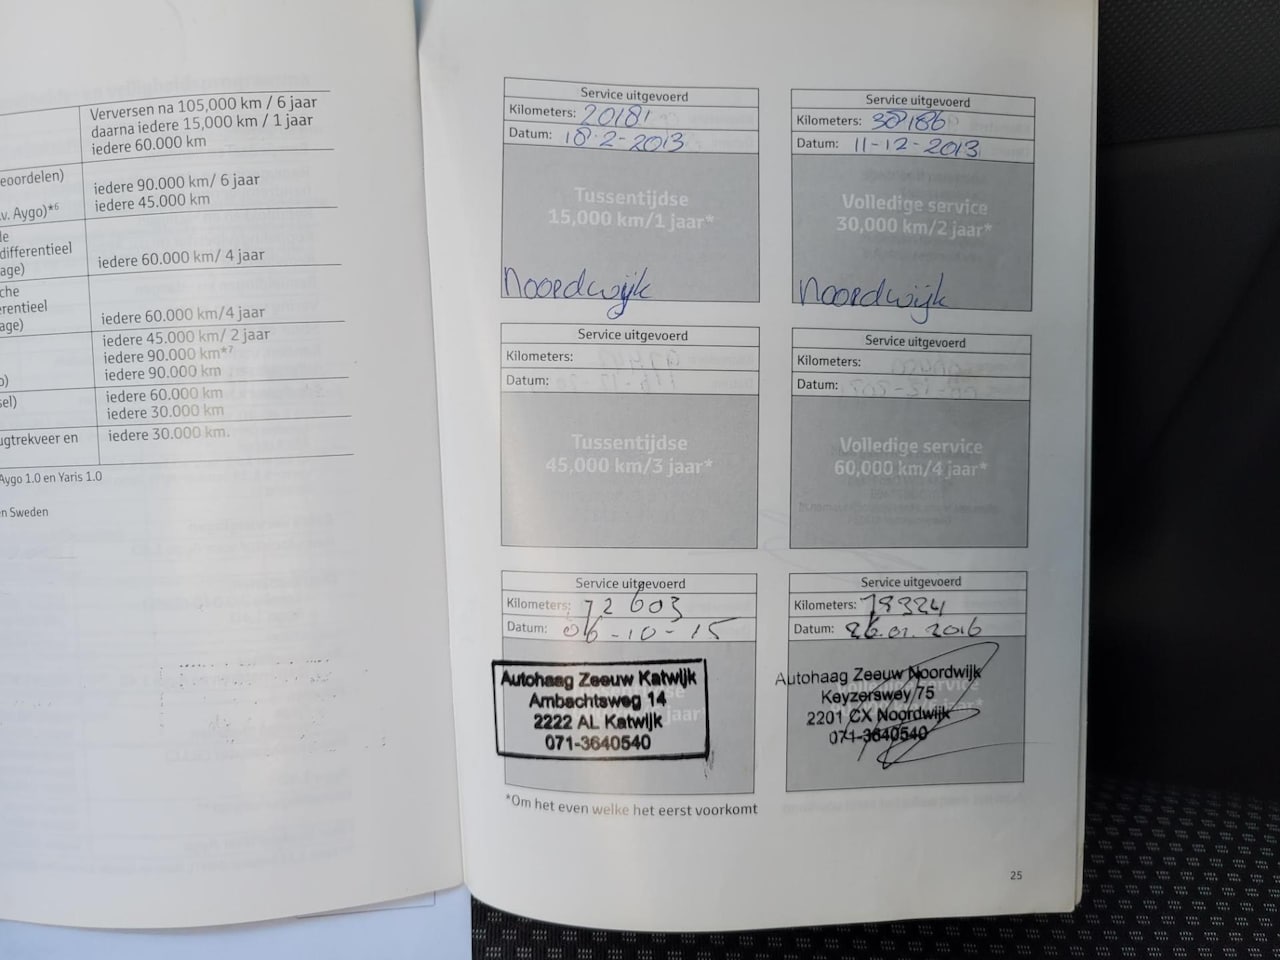 Verversen na 105,000 km / 6 jaar
daarna iedere 15,000 km / 1 jaar
iedere 60.000 km
eoordelen)
iedere 90.000 km/ 6 jaar
.v. Aygo)*6 iedere 45.000 km
le
differentieel
age) iedere 60.000 km/ 4 jaar
che
erentieel
age) iedere 60.000 km/4 jaar
iedere 45.000 km/ 2 jaar
iedere 90.000 km*7
o) iedere 90.000 km
sel) iedere 60.000 km
iedere 30.000 km
ugtrekveer en iedere 30.000 km.
Aygo 1.0 en Yaris 1.0
en Sweden
Service uitgevoerd
Kilometers: 20181
Datum: 18-2-2013
Tussentijdse
15,000 km/1 jaar*
Noordwijk
Service uitgevoerd
Kilometers: 38186
Datum: 11-12-2013
Volledige service
30,000 km/2 jaar*
Noordwijk
Service uitgevoerd
Kilometers:
Datum:
Tussentijdse
45,000 km/3 jaar*
Service uitgevoerd
Kilometers:
Datum:
Volledige service
60,000 km/4 jaar*
Service uitgevoerd
Kilometers: 72 603
Datum: 06-10-15
Autohaag Zeeuw Katwijk
Ambachtsweg 14
2222 AL Katwijk
071-3640540
Service uitgevoerd
Kilometers: 78324
Datum: 26.01.2016
Autohaag Zeeuw Noordwijk
Keyzerswey 75
2201 CX Noordwijk
071-3640540
*Om het even welke het eerst voorkomt
25